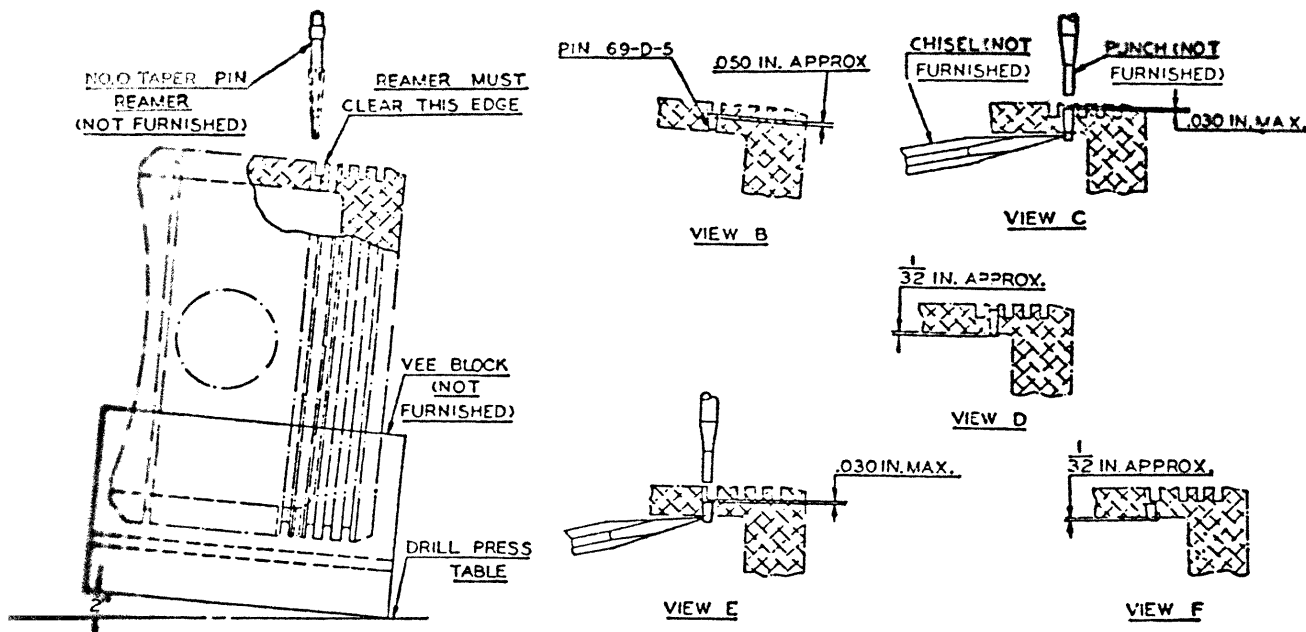 NO.O TAPER PIN
REAMER
(NOT FURNISHED)
REAMER MUST
CLEAR THIS EDGE
VEE BLOCK
(NOT
FURNISHED)
DRILL PRESS
TABLE
2°
PIN 69-D-5
.050 IN. APPROX
VIEW B
CHISEL (NOT
FURNISHED)
PUNCH (NOT
FURNISHED)
.030 IN. MAX.
VIEW C
1/32 IN. APPROX.
VIEW D
.030 IN. MAX.
VIEW E
1/32 IN. APPROX.
VIEW F